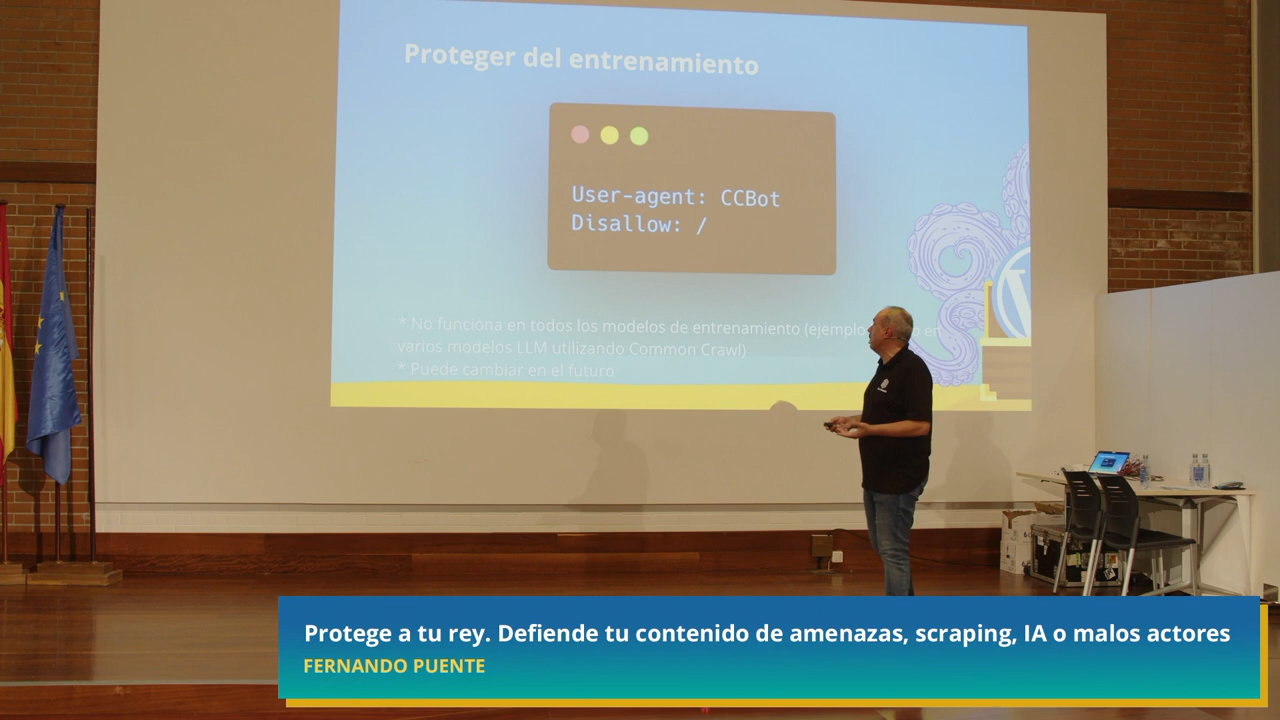 Proteger del entrenamiento
User-agent: CCBot
Disallow: /
* No funciona en todos los modelos de entrenamiento (ejemplo en
varios modelos LLM utilizando Common Crawl)
* Puede cambiar en el futuro
Protege a tu rey. Defiende tu contenido de amenazas, scraping, IA o malos actores
FERNANDO PUENTE